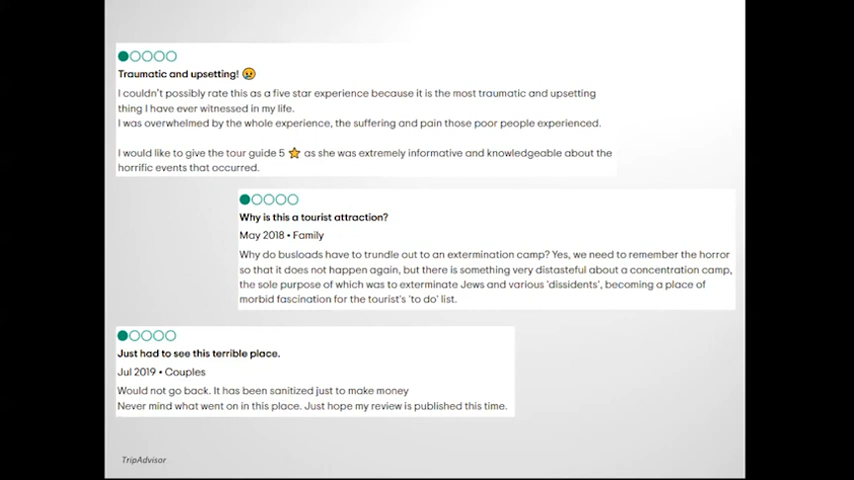 Traumatic and upsetting! 😢
I couldn't possibly rate this as a five star experience because it is the most traumatic and upsetting
thing I have ever witnessed in my life.
I was overwhelmed by the whole experience, the suffering and pain those poor people experienced.
I would like to give the tour guide 5 ⭐ as she was extremely informative and knowledgeable about the
horrific events that occurred.
Why is this a tourist attraction?
May 2018 • Family
Why do busloads have to trundle out to an extermination camp? Yes, we need to remember the horror
so that it does not happen again, but there is something very distasteful about a concentration camp,
the sole purpose of which was to exterminate Jews and various 'dissidents', becoming a place of
morbid fascination for the tourist's 'to do' list.
Just had to see this terrible place.
Jul 2019 • Couples
Would not go back. It has been sanitized just to make money
Never mind what went on in this place. Just hope my review is published this time.
TripAdvisor